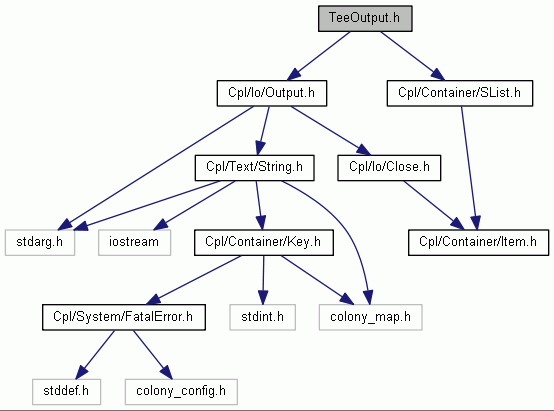 TeeOutput.h
Cpl/Io/Output.h
Cpl/Container/SList.h
Cpl/Text/String.h
Cpl/Io/Close.h
stdarg.h
iostream
Cpl/Container/Key.h
Cpl/Container/Item.h
Cpl/System/FatalError.h
stdint.h
colony_map.h
stddef.h
colony_config.h